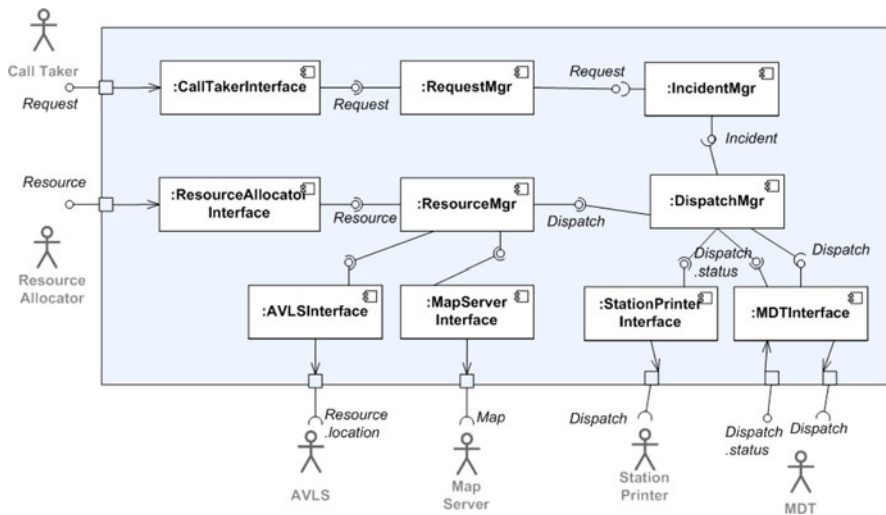 Call Taker
Request
:CallTakerInterface
Request
:RequestMgr
Request
:IncidentMgr
Incident
Resource
:ResourceAllocator
Interface
Resource
:ResourceMgr
Dispatch
:DispatchMgr
Resource
Allocator
Dispatch
.status
Dispatch
:AVLSInterface
:MapServer
Interface
:StationPrinter
Interface
:MDTInterface
Resource
.location
Map
Dispatch
Dispatch
.status
Dispatch
AVLS
Map
Server
Station
Printer
MDT